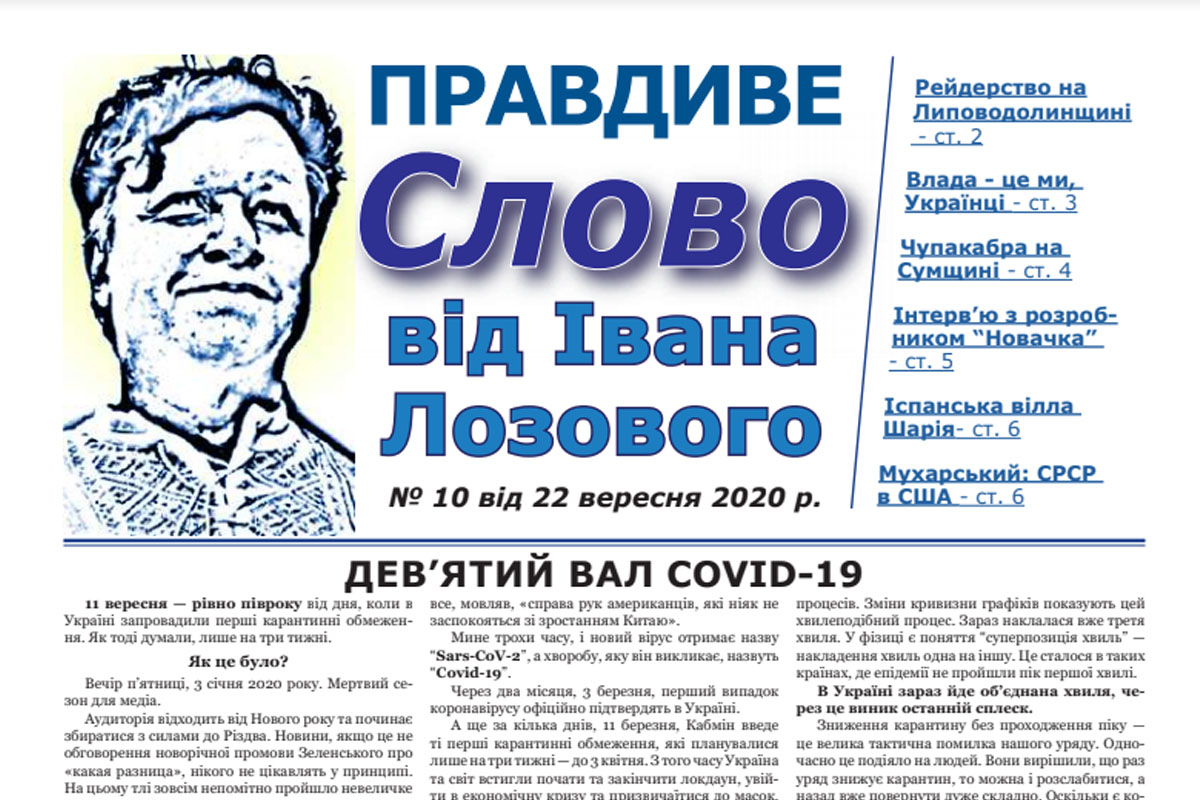 ПРАВДИВЕ
Слово
від Івана
Лозового
№ 10 від 22 вересня 2020 р.
Рейдерство на
Липоводолинщині
- ст. 2
Влада - це ми,
Українці - ст. 3
Чупакабра на
Сумщині - ст. 4
Інтерв’ю з розроб-
ником “Новачка”
- ст. 5
Іспанська вілла
Шарія- ст. 6
Мухарський: СРСР
в США - ст. 6
ДЕВ’ЯТИЙ ВАЛ COVID-19
11 вересня — рівно півроку від дня, коли в
Україні запровадили перші карантинні обмежен-
ня. Як тоді думали, лише на три тижні.
Як це було?
Вечір п’ятниці, 3 січня 2020 року. Мертвий се-
зон для медіа.
Аудиторія відходить від Нового року та починає
збиратися з силами до Різдва. Новини, якщо це не
обговорення новорічної промови Зеленського про
«какая разница», нікого не цікавлять у принципі.
На цьому тлі зовсім непомітно пройшло невеличке
все, мовляв, «справа рук американців, які ніяк не
заспокояться зі зростанням Китаю».
Мине трохи часу, і новий вірус отримає назву
“Sars-CoV-2”, а хворобу, яку він викликає, назвуть
“Covid-19”.
Через два місяця, 3 березня, перший випадок
коронавірусу офіційно підтвердять в Україні.
А ще за кілька днів, 11 березня, Кабмін введе
ті перші карантинні обмеження, які планувалися
лише на три тижні — до 3 квітня. З того часу Україна
та світ встигли почати та закінчити локдаун, увій-
ти в економічну кризу та призвичаїтися до масок,
процесів. Зміни кривизни графіків показують цей
хвилеподібний процес. Зараз наклалася вже третя
хвиля. У фізиці є поняття “суперпозиція хвиль” —
накладення хвиль одна на іншу. Це сталося в таких
країнах, де епідемії не пройшли пік першої хвилі.
В Україні зараз йде об’єднана хвиля, че-
рез це виник останній сплеск.
Зниження карантину без проходження піку —
це велика тактична помилка нашого уряду. Одно-
часно це подіяло на людей. Вони вирішили, що раз
уряд знижує карантин, то можна і розслабитися, а
назад вже повернути дуже складно. Оскільки є ко-